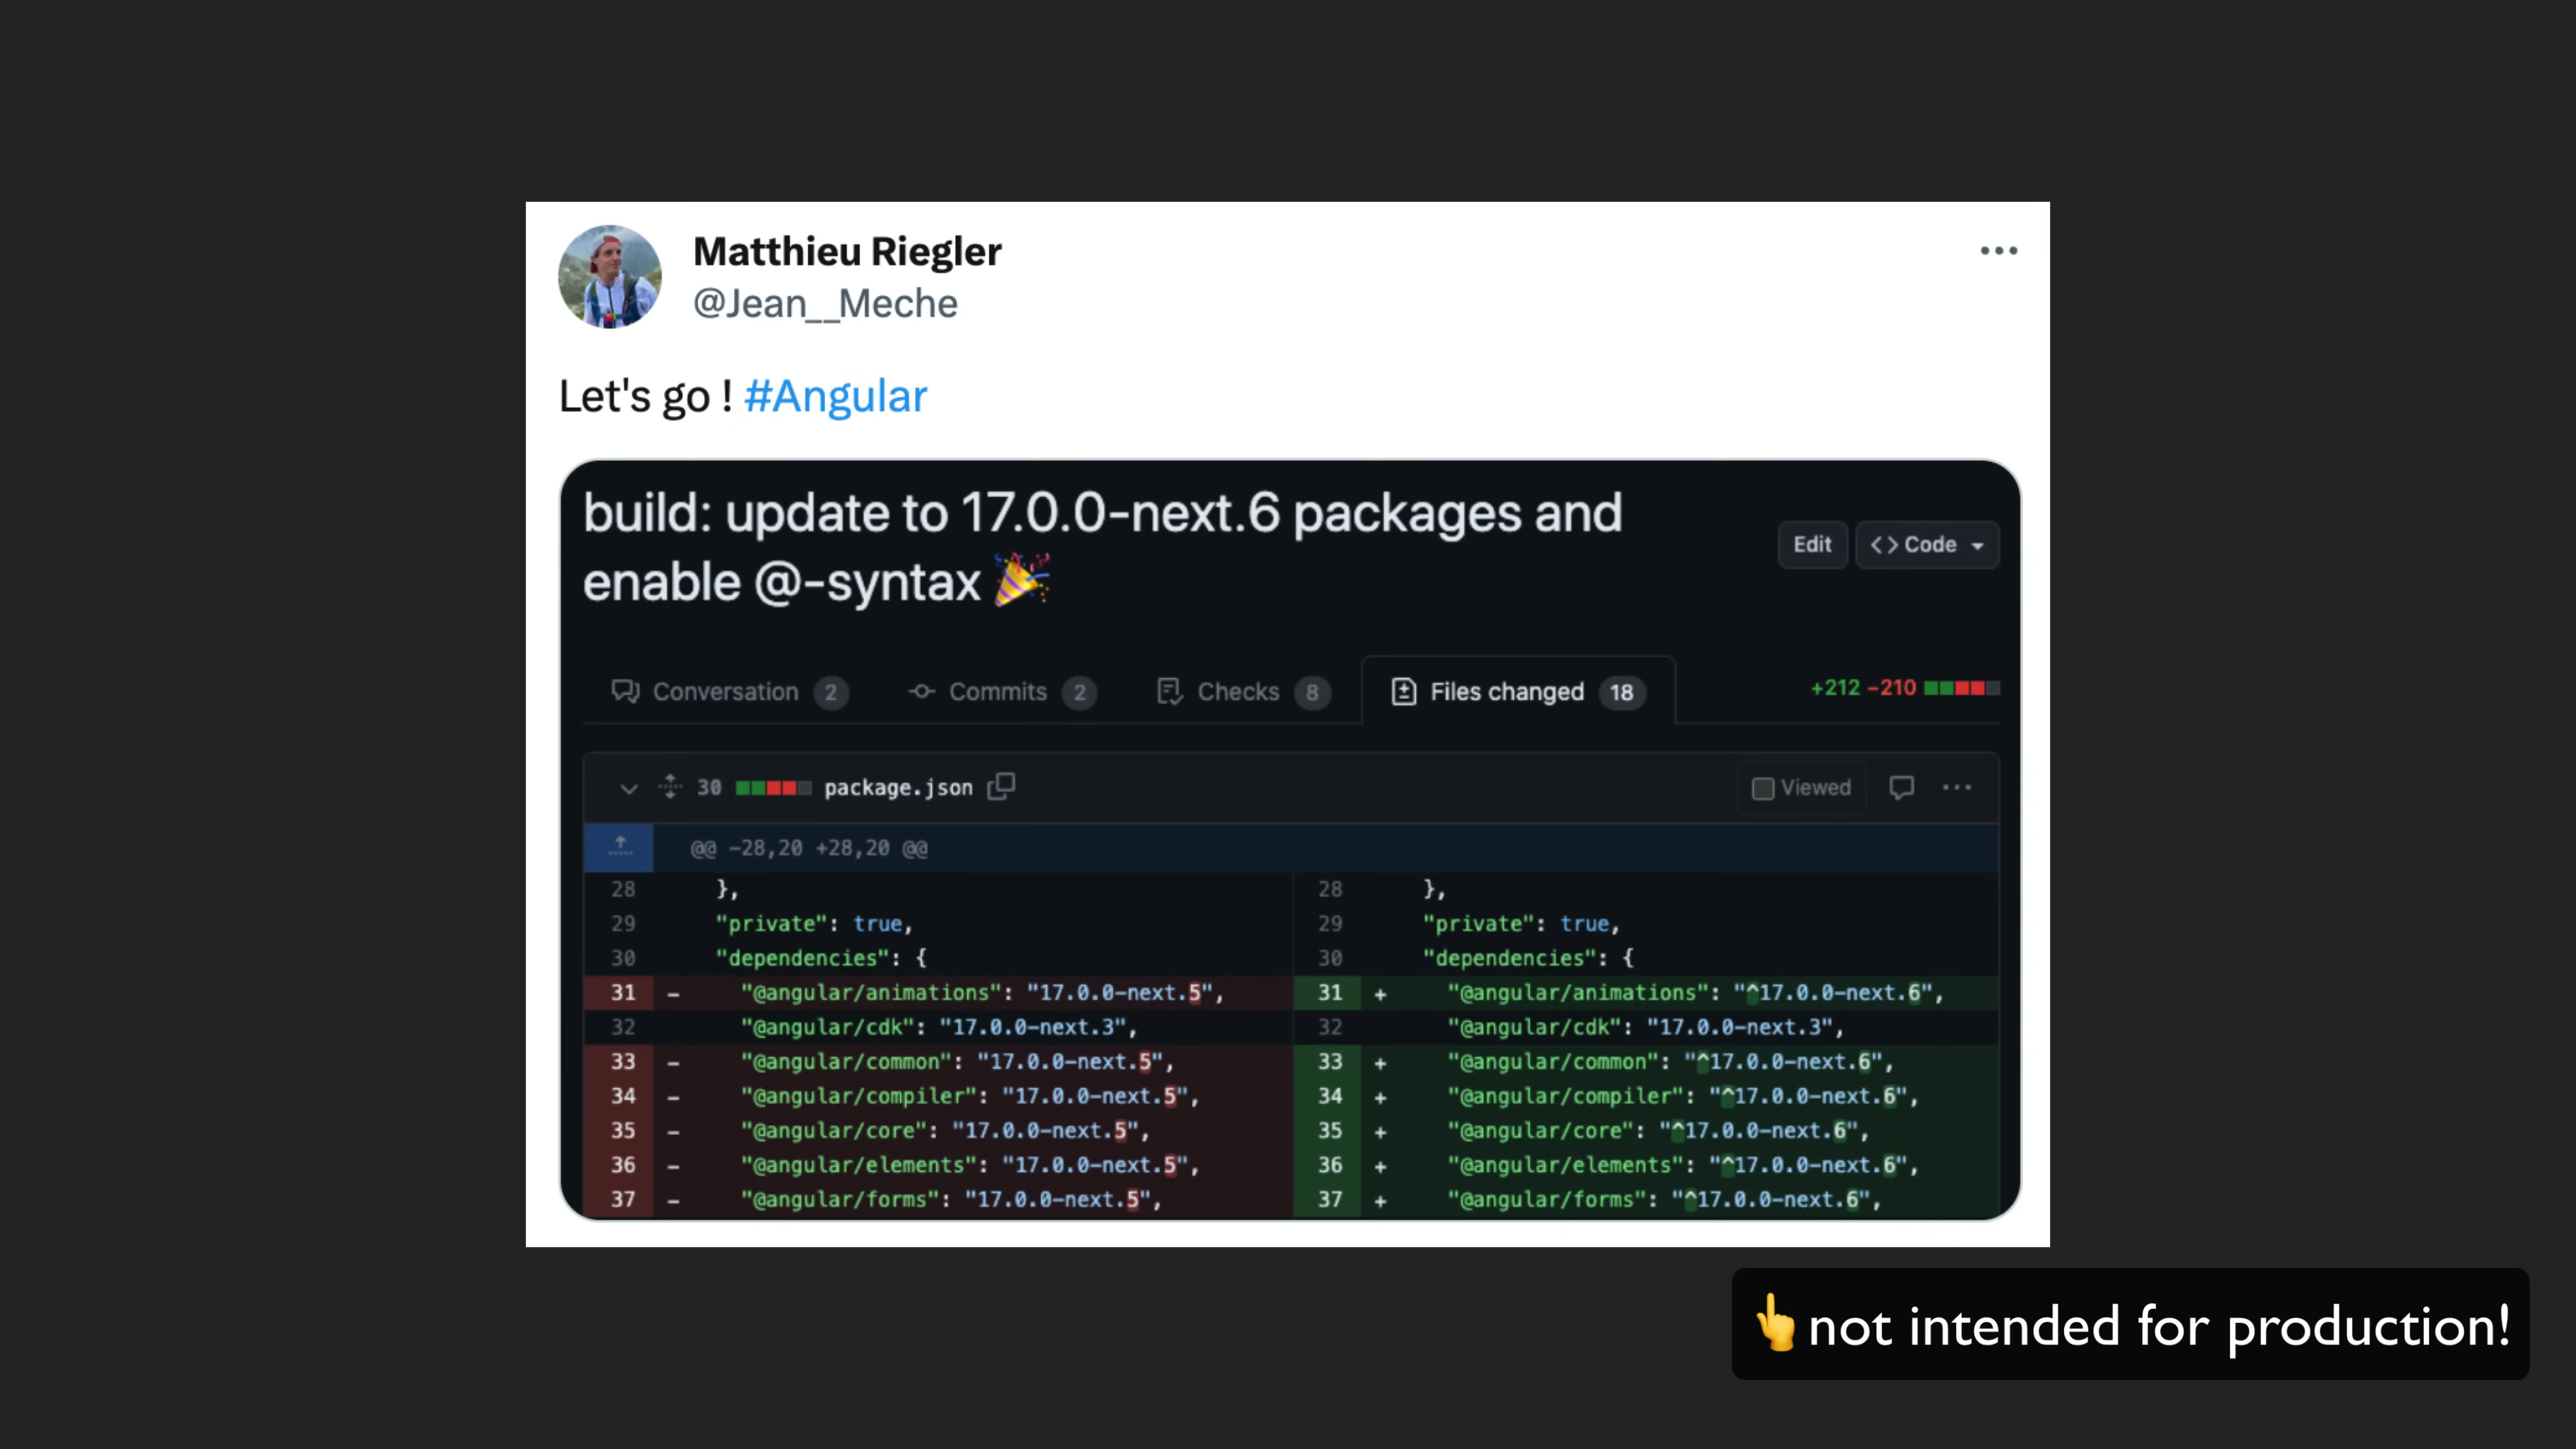 Matthieu Riegler
@Jean__Meche
Let's go ! #Angular
build: update to 17.0.0-next.6 packages and
enable @-syntax 🎉
Edit
<> Code
Conversation 2
Commits 2
Checks 8
Files changed 18
+212 −210
30 package.json
Viewed
@@ -28,20 +28,20 @@
28 },
29 "private": true,
30 "dependencies": {
31 - "@angular/animations": "17.0.0-next.5",
32 "@angular/cdk": "17.0.0-next.3",
33 - "@angular/common": "17.0.0-next.5",
34 - "@angular/compiler": "17.0.0-next.5",
35 - "@angular/core": "17.0.0-next.5",
36 - "@angular/elements": "17.0.0-next.5",
37 - "@angular/forms": "17.0.0-next.5",
28 },
29 "private": true,
30 "dependencies": {
31 + "@angular/animations": "^17.0.0-next.6",
32 "@angular/cdk": "17.0.0-next.3",
33 + "@angular/common": "^17.0.0-next.6",
34 + "@angular/compiler": "^17.0.0-next.6",
35 + "@angular/core": "^17.0.0-next.6",
36 + "@angular/elements": "^17.0.0-next.6",
37 + "@angular/forms": "^17.0.0-next.6",
👆not intended for production!